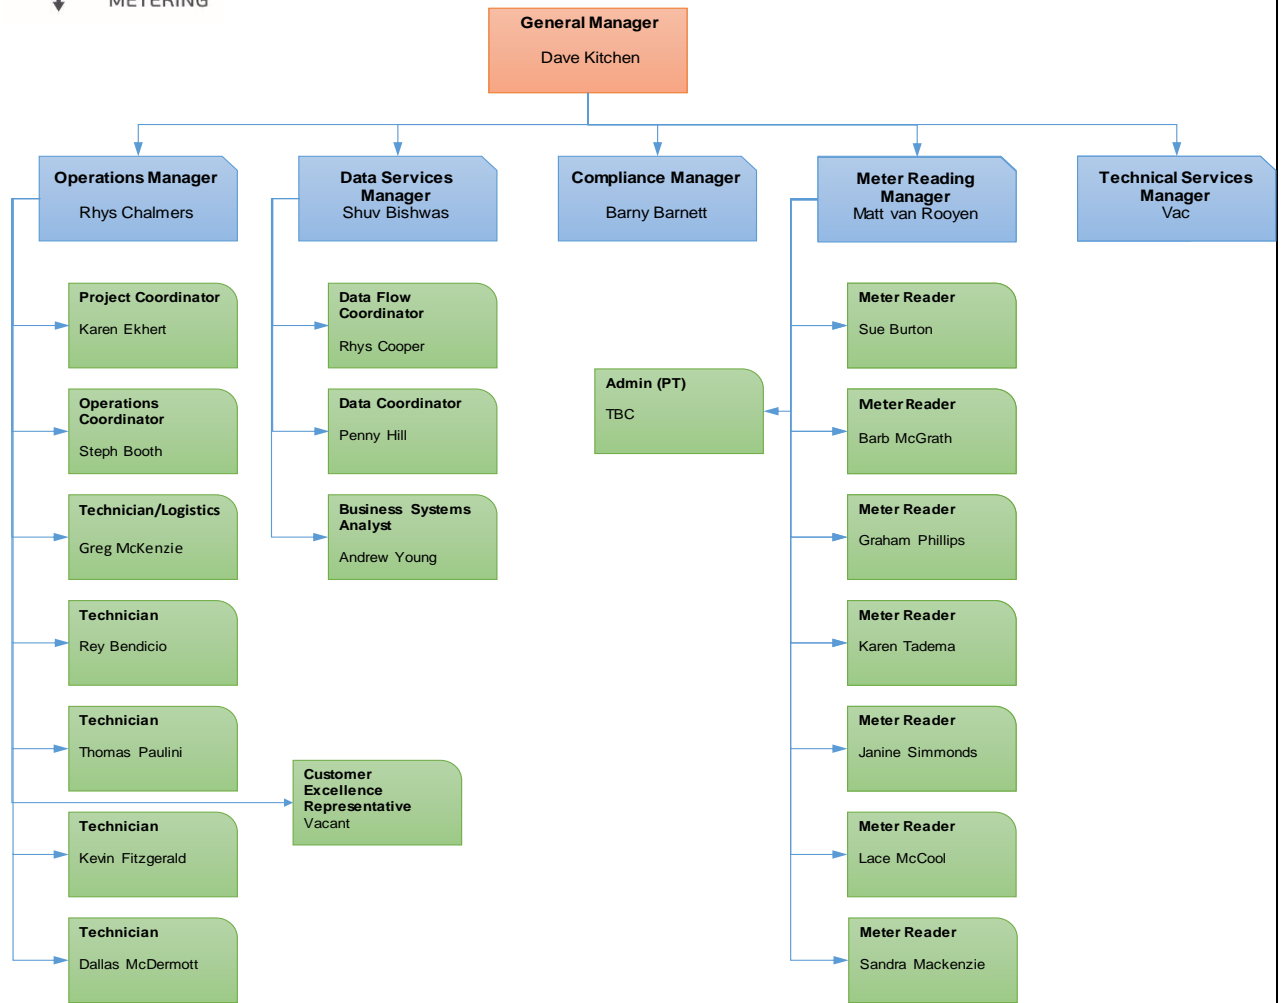 METERING
General Manager
Dave Kitchen
Operations Manager
Rhys Chalmers
Data Services
Manager
Shuv Bishwas
Compliance Manager
Barny Barnett
Meter Reading
Manager
Matt van Rooyen
Technical Services
Manager
Vac
Project Coordinator
Karen Ekhert
Operations
Coordinator
Steph Booth
Technician/Logistics
Greg McKenzie
Technician
Rey Bendicio
Technician
Thomas Paulini
Technician
Kevin Fitzgerald
Technician
Dallas McDermott
Customer
Excellence
Representative
Vacant
Data Flow
Coordinator
Rhys Cooper
Data Coordinator
Penny Hill
Business Systems
Analyst
Andrew Young
Admin (PT)
TBC
Meter Reader
Sue Burton
Meter Reader
Barb McGrath
Meter Reader
Graham Phillips
Meter Reader
Karen Tadema
Meter Reader
Janine Simmonds
Meter Reader
Lace McCool
Meter Reader
Sandra Mackenzie